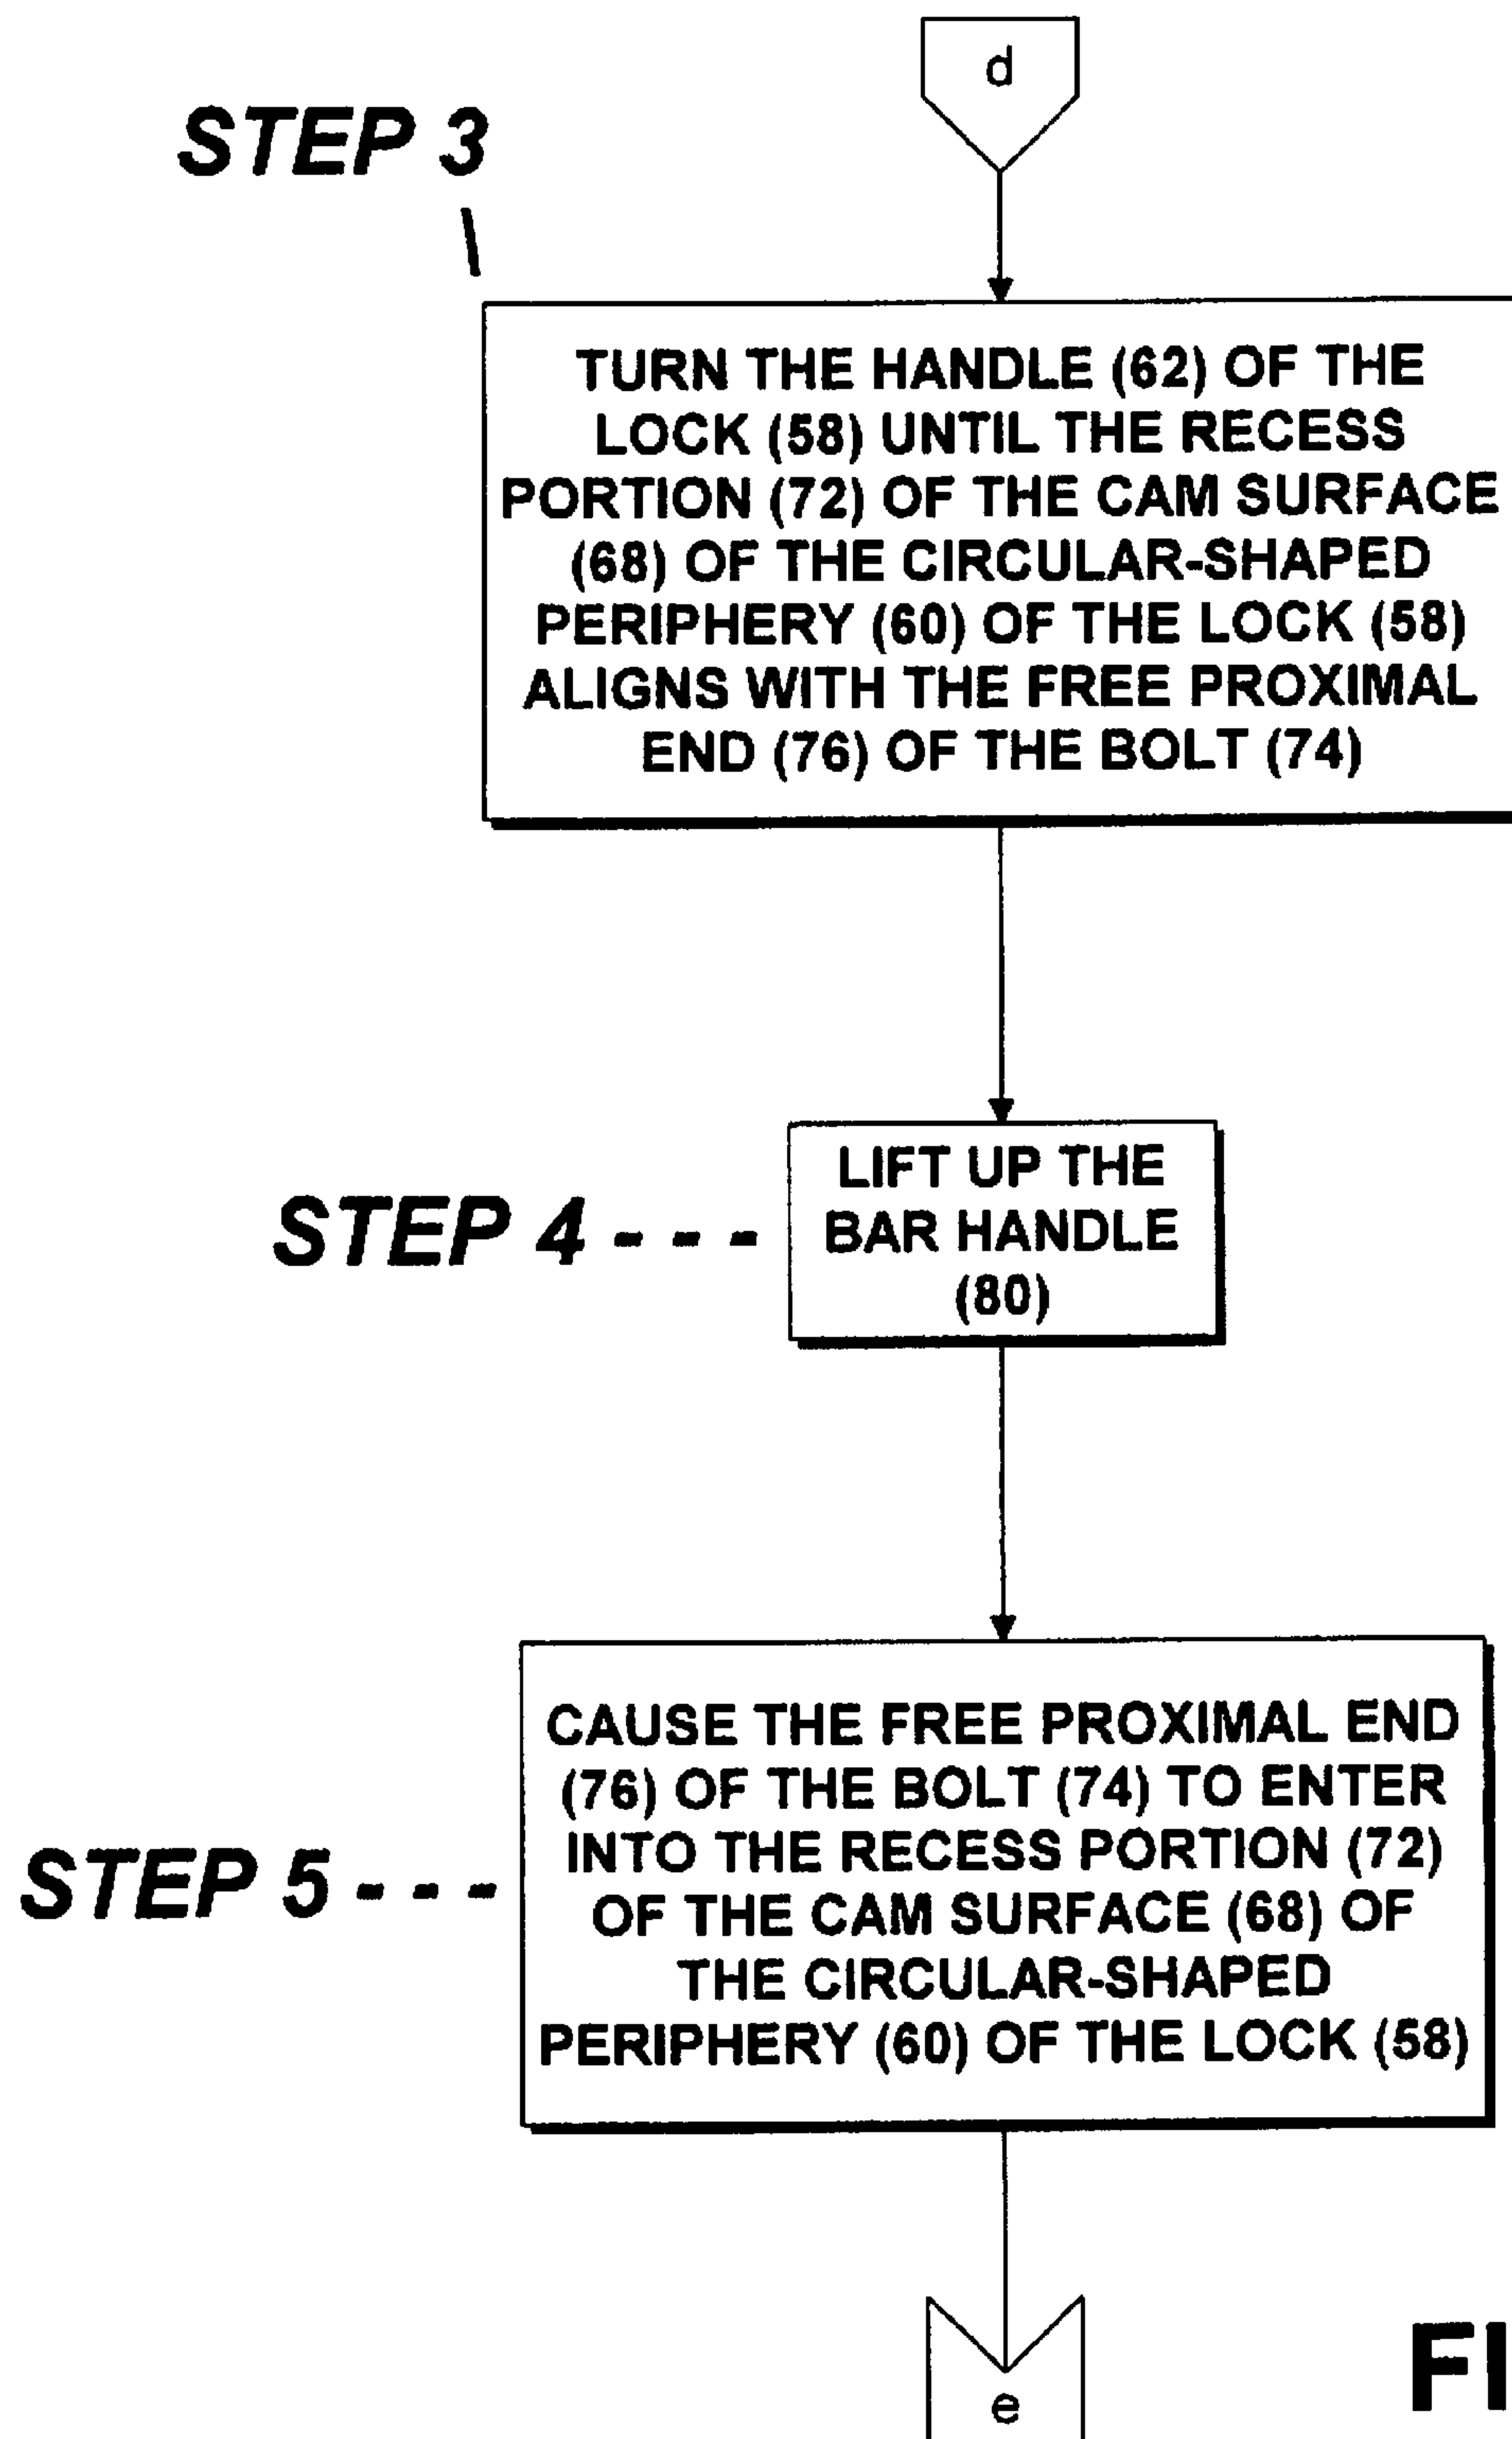 d
STEP 3
TURN THE HANDLE (62) OF THE
LOCK (58) UNTIL THE RECESS
PORTION (72) OF THE CAM SURFACE
(68) OF THE CIRCULAR-SHAPED
PERIPHERY (60) OF THE LOCK (58)
ALIGNS WITH THE FREE PROXIMAL
END (76) OF THE BOLT (74)
STEP 4 - - -
LIFT UP THE
BAR HANDLE
(80)
STEP 5 - - -
CAUSE THE FREE PROXIMAL END
(76) OF THE BOLT (74) TO ENTER
INTO THE RECESS PORTION (72)
OF THE CAM SURFACE (68) OF
THE CIRCULAR-SHAPED
PERIPHERY (60) OF THE LOCK (58)
e
FI